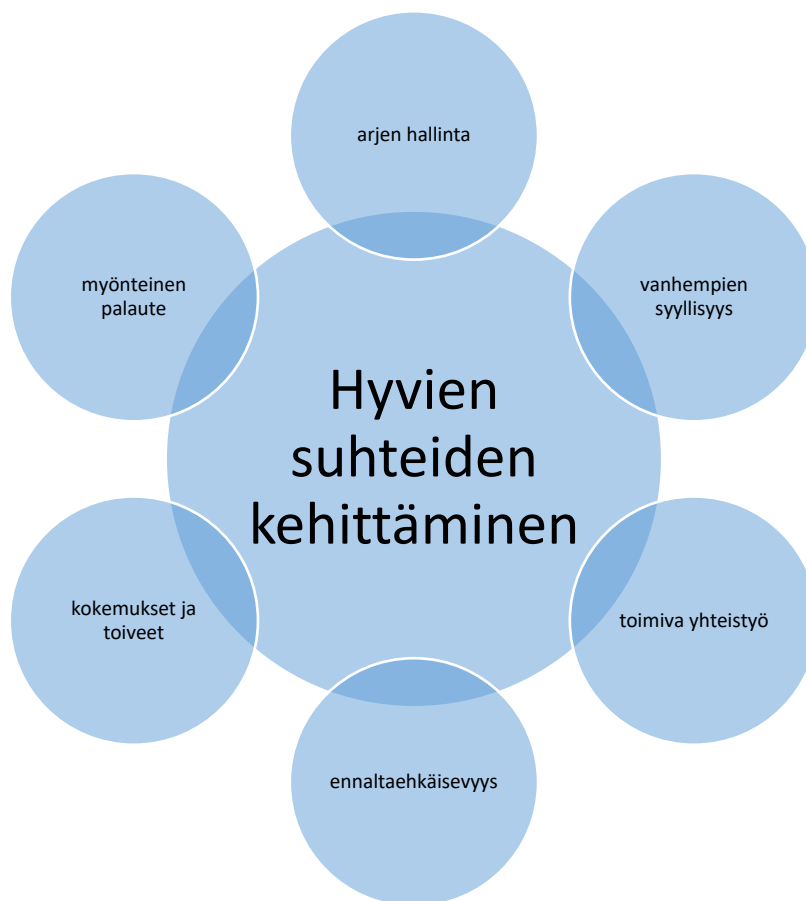 arjen hallinta
vanhempien
syyllisyys
toimiva yhteistyö
ennaltaehkäisevyys
kokemukset ja
toiveet
myönteinen
palaute
Hyvien
suhteiden
kehittäminen